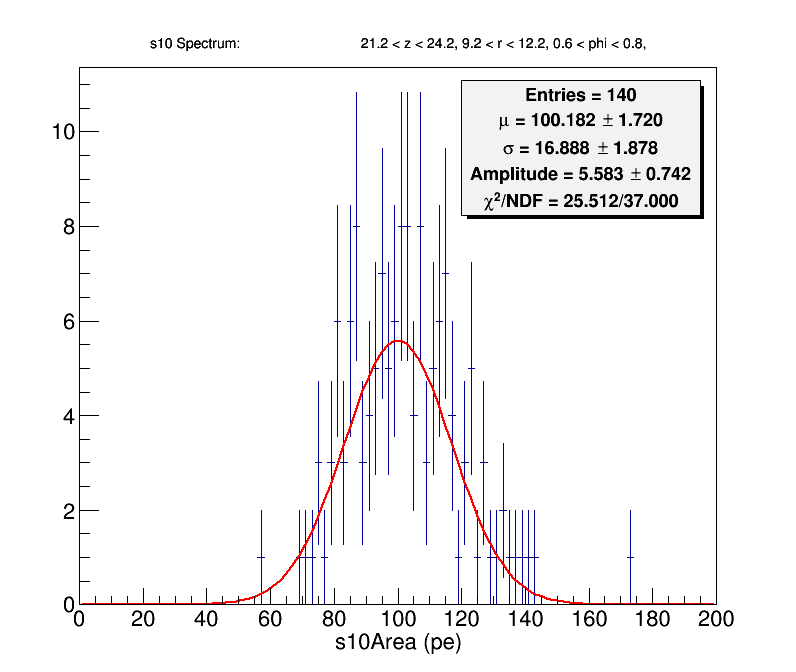 s10 Spectrum: 21.2 < z < 24.2, 9.2 < r < 12.2, 0.6 < phi < 0.8,
Entries = 140
μ = 100.182 ± 1.720
σ = 16.888 ± 1.878
Amplitude = 5.583 ± 0.742
χ²/NDF = 25.512/37.000
10
8
6
4
2
0
0 20 40 60 80 100 120 140 160 180 200
s10Area (pe)